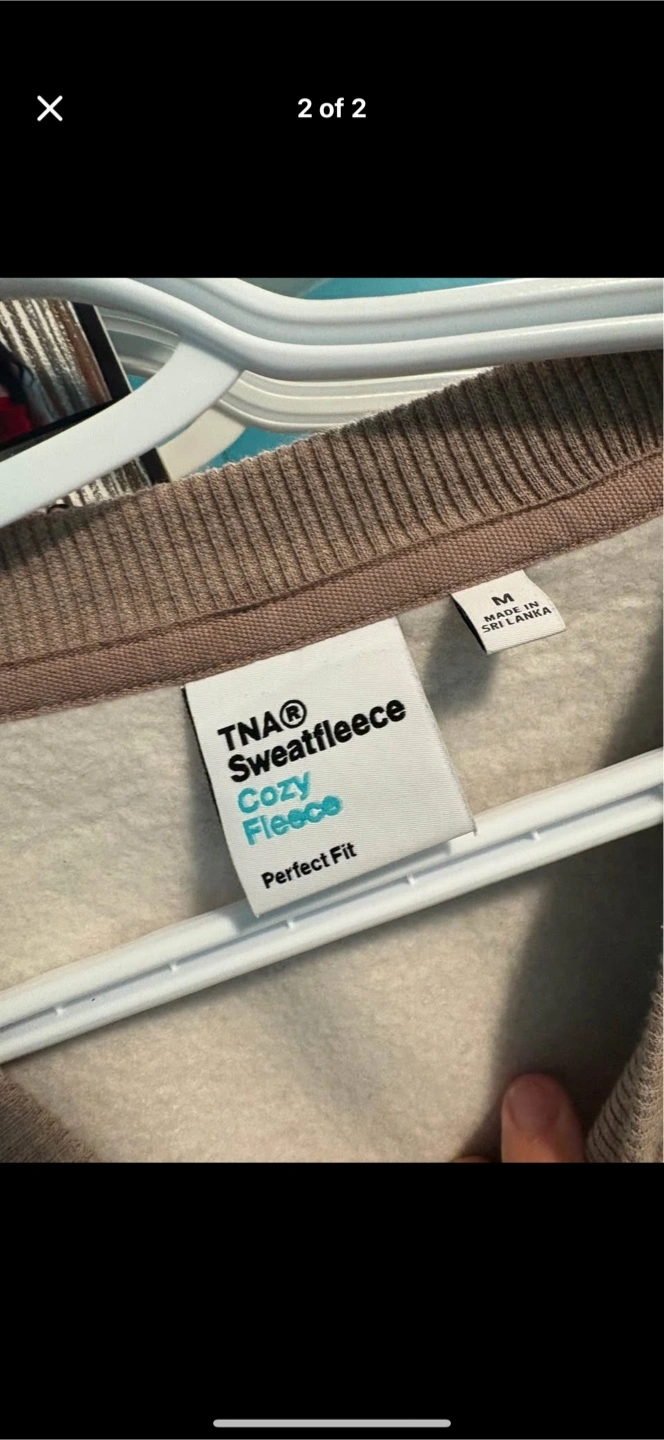 2 of 2
M
MADE IN
SRI LANKA
TNA®
Sweatfleece
Cozy
Fleece
Perfect Fit